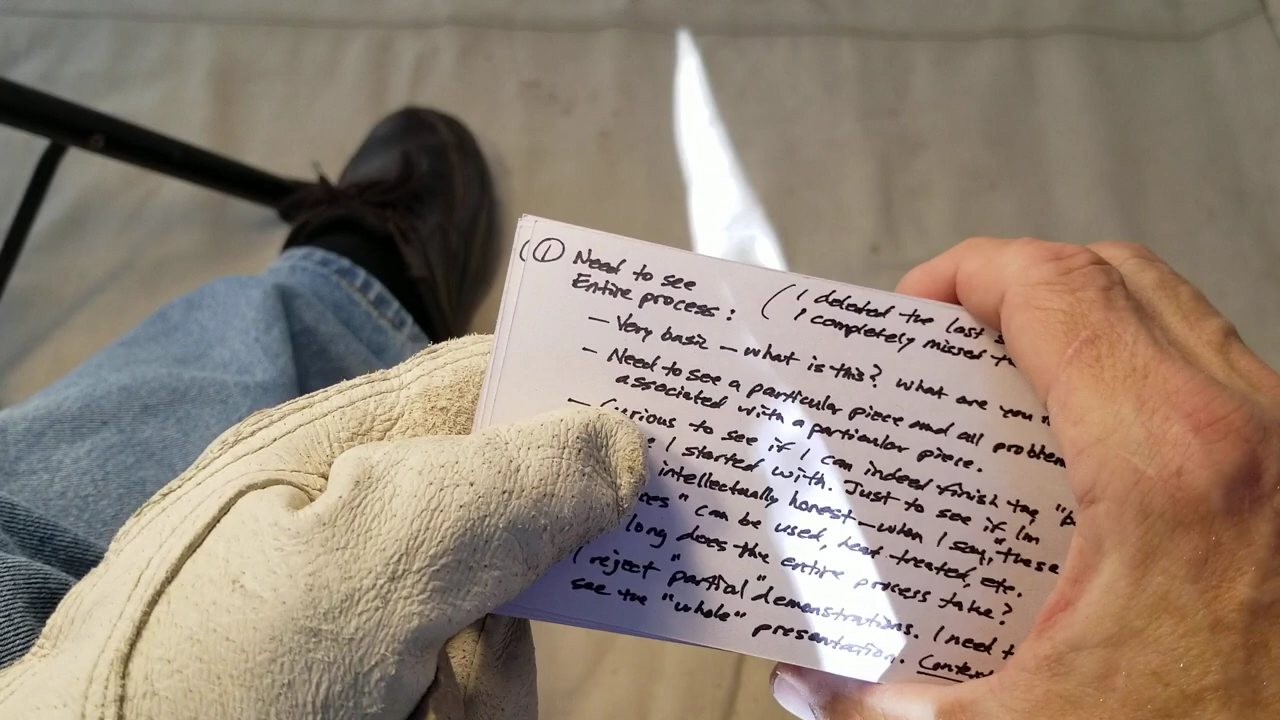 ① Need to see
Entire process:
( I deleted the last
I completely missed
— Very basic — what is this? What are you
— Need to see a particular piece and all problem
associated with a particular piece.
— Curious to see if I can indeed finish the "
I started with. Just to see if I'm
intellectually honest — when I say, "these
" can be used, heat treated, etc.
long does the entire process take?
I reject "partial" demonstrations. I need
see the "whole" presentation.